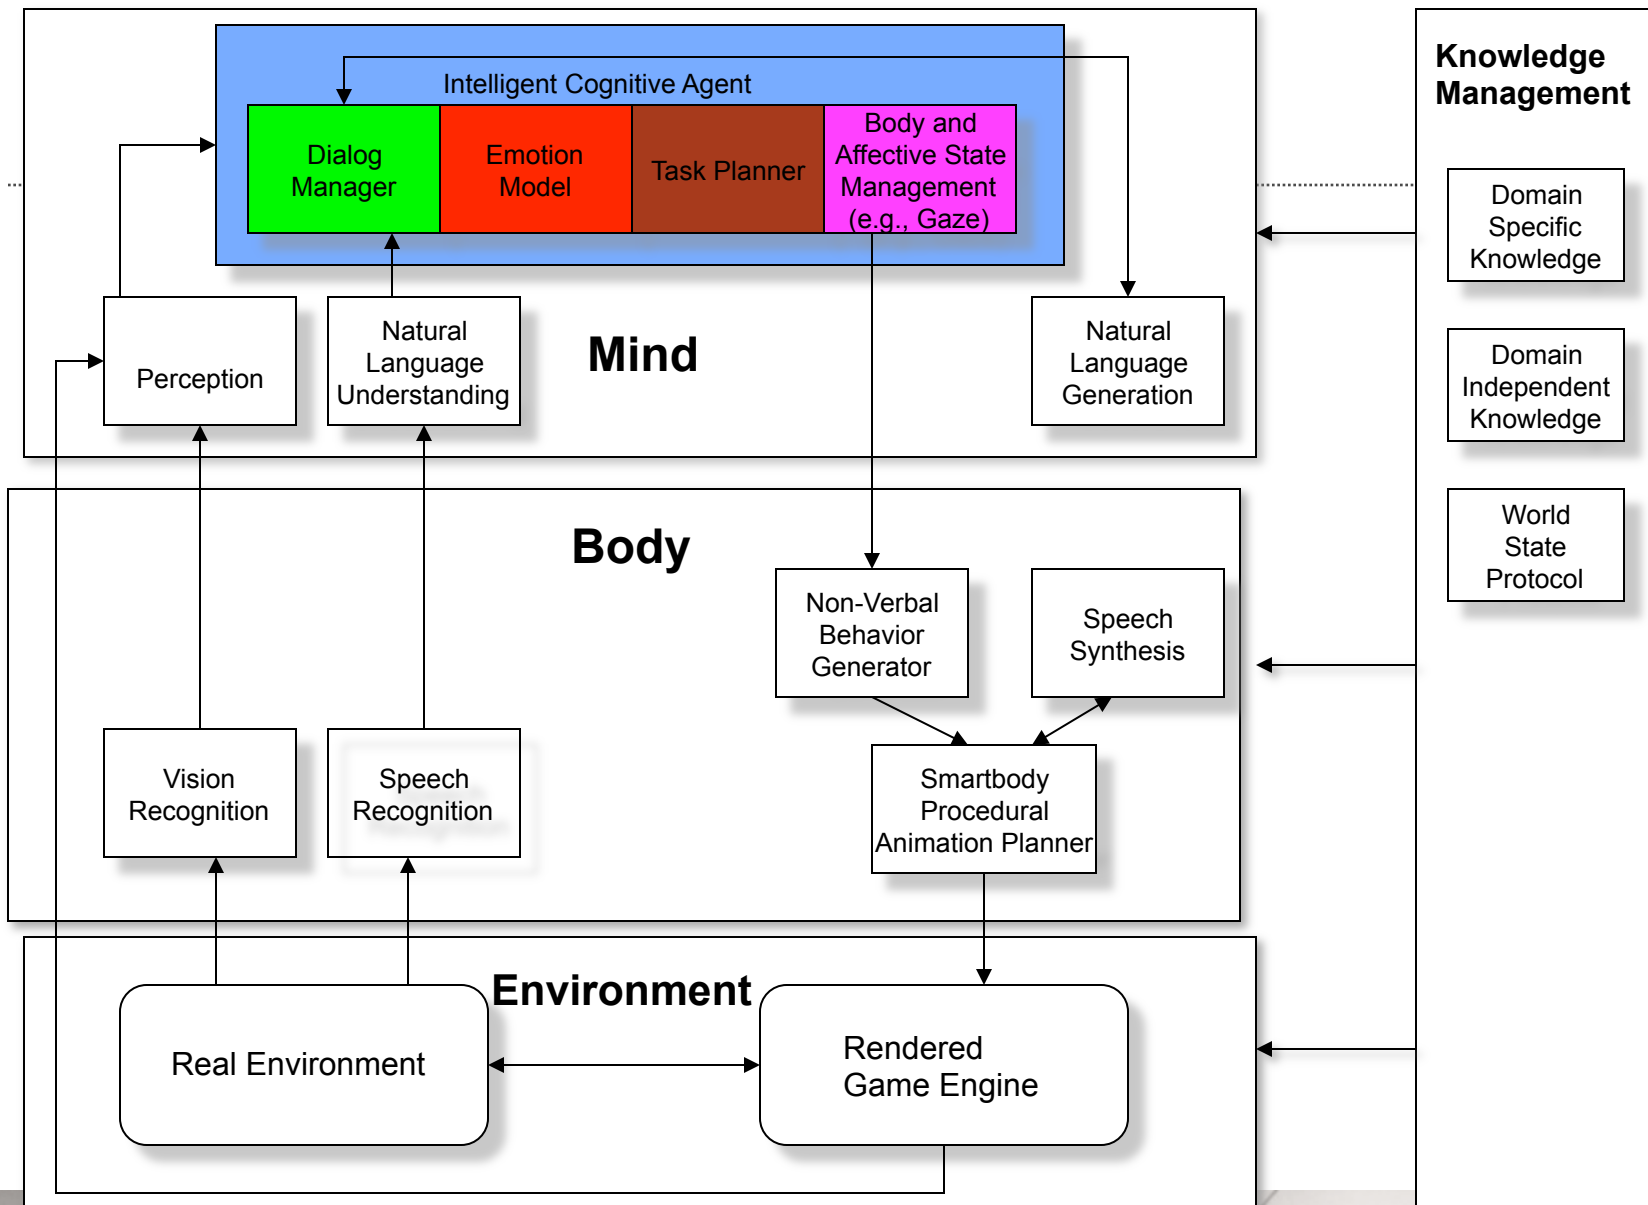 Intelligent Cognitive Agent
Dialog
Manager
Emotion
Model
Task Planner
Body and
Affective State
Management
(e.g., Gaze)
Perception
Natural
Language
Understanding
Mind
Natural
Language
Generation
Body
Non-Verbal
Behavior
Generator
Speech
Synthesis
Vision
Recognition
Speech
Recognition
Smartbody
Procedural
Animation Planner
Environment
Real Environment
Rendered
Game Engine
Knowledge
Management
Domain
Specific
Knowledge
Domain
Independent
Knowledge
World
State
Protocol